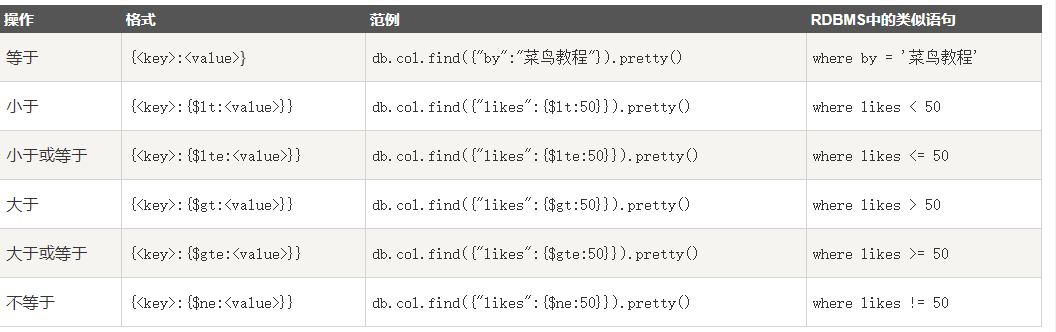 操作 格式 范例 RDBMS中的类似语句
等于 {<key>:<value>} db.col.find({"by":"菜鸟教程"}).pretty() where by = '菜鸟教程'
小于 {<key>:{$lt:<value>}} db.col.find({"likes":{$lt:50}}).pretty() where likes < 50
小于或等于 {<key>:{$lte:<value>}} db.col.find({"likes":{$lte:50}}).pretty() where likes <= 50
大于 {<key>:{$gt:<value>}} db.col.find({"likes":{$gt:50}}).pretty() where likes > 50
大于或等于 {<key>:{$gte:<value>}} db.col.find({"likes":{$gte:50}}).pretty() where likes >= 50
不等于 {<key>:{$ne:<value>}} db.col.find({"likes":{$ne:50}}).pretty() where likes != 50